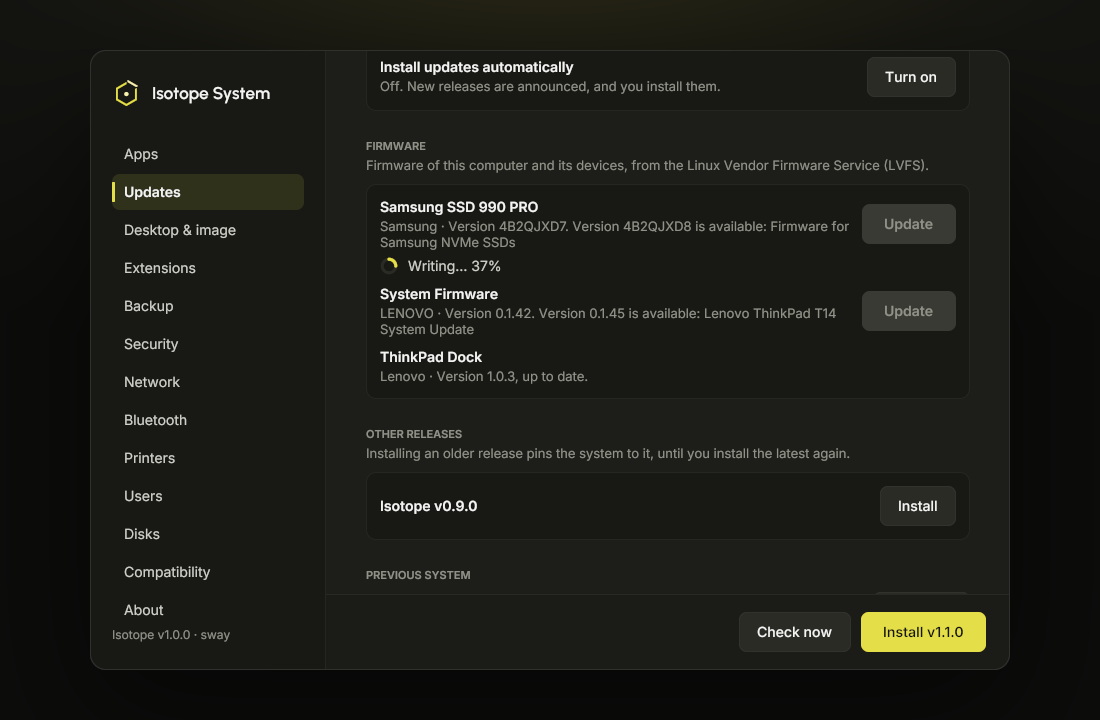 Isotope System
Apps
Updates
Desktop & image
Extensions
Backup
Security
Network
Bluetooth
Printers
Users
Disks
Compatibility
About
Isotope v1.0.0 · sway
Install updates automatically
Off. New releases are announced, and you install them.
Turn on
FIRMWARE
Firmware of this computer and its devices, from the Linux Vendor Firmware Service (LVFS).
Samsung SSD 990 PRO
Samsung · Version 4B2QJXD7. Version 4B2QJXD8 is available: Firmware for
Samsung NVMe SSDs
Update
Writing... 37%
System Firmware
LENOVO · Version 0.1.42. Version 0.1.45 is available: Lenovo ThinkPad T14
System Update
Update
ThinkPad Dock
Lenovo · Version 1.0.3, up to date.
OTHER RELEASES
Installing an older release pins the system to it, until you install the latest again.
Isotope v0.9.0
Install
PREVIOUS SYSTEM
Check now
Install v1.1.0